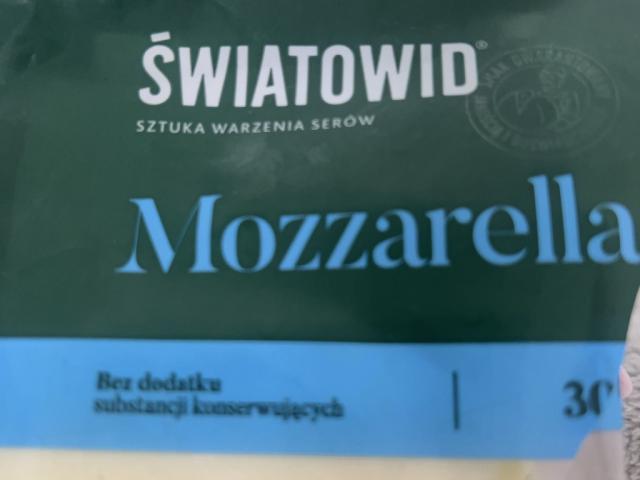 ŚWIATOWID®
SZTUKA WARZENIA SERÓW
Mozzarella
Bez dodatku
substancji konserwujących